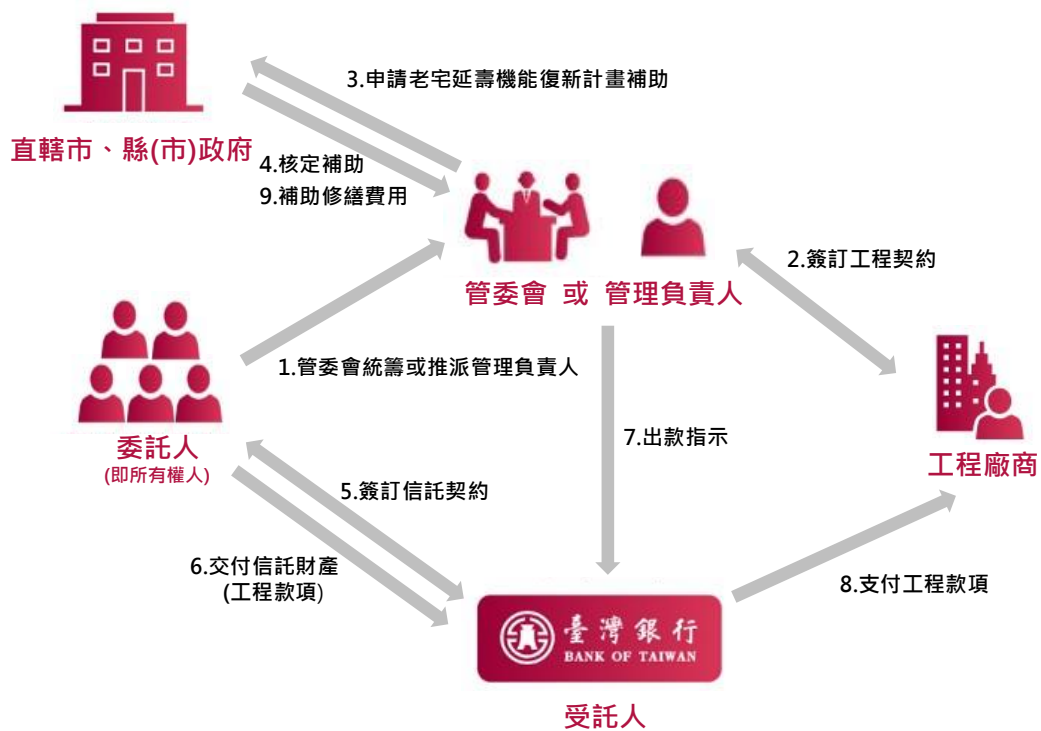 3.申請老宅延壽機能復新計畫補助
直轄市、縣(市)政府
4.核定補助
9.補助修繕費用
2.簽訂工程契約
管委會 或 管理負責人
1.管委會統籌或推派管理負責人
委託人
(即所有權人)
7.出款指示
工程廠商
5.簽訂信託契約
6.交付信託財產
(工程款項)
8.支付工程款項
臺灣銀行
BANK OF TAIWAN
受託人